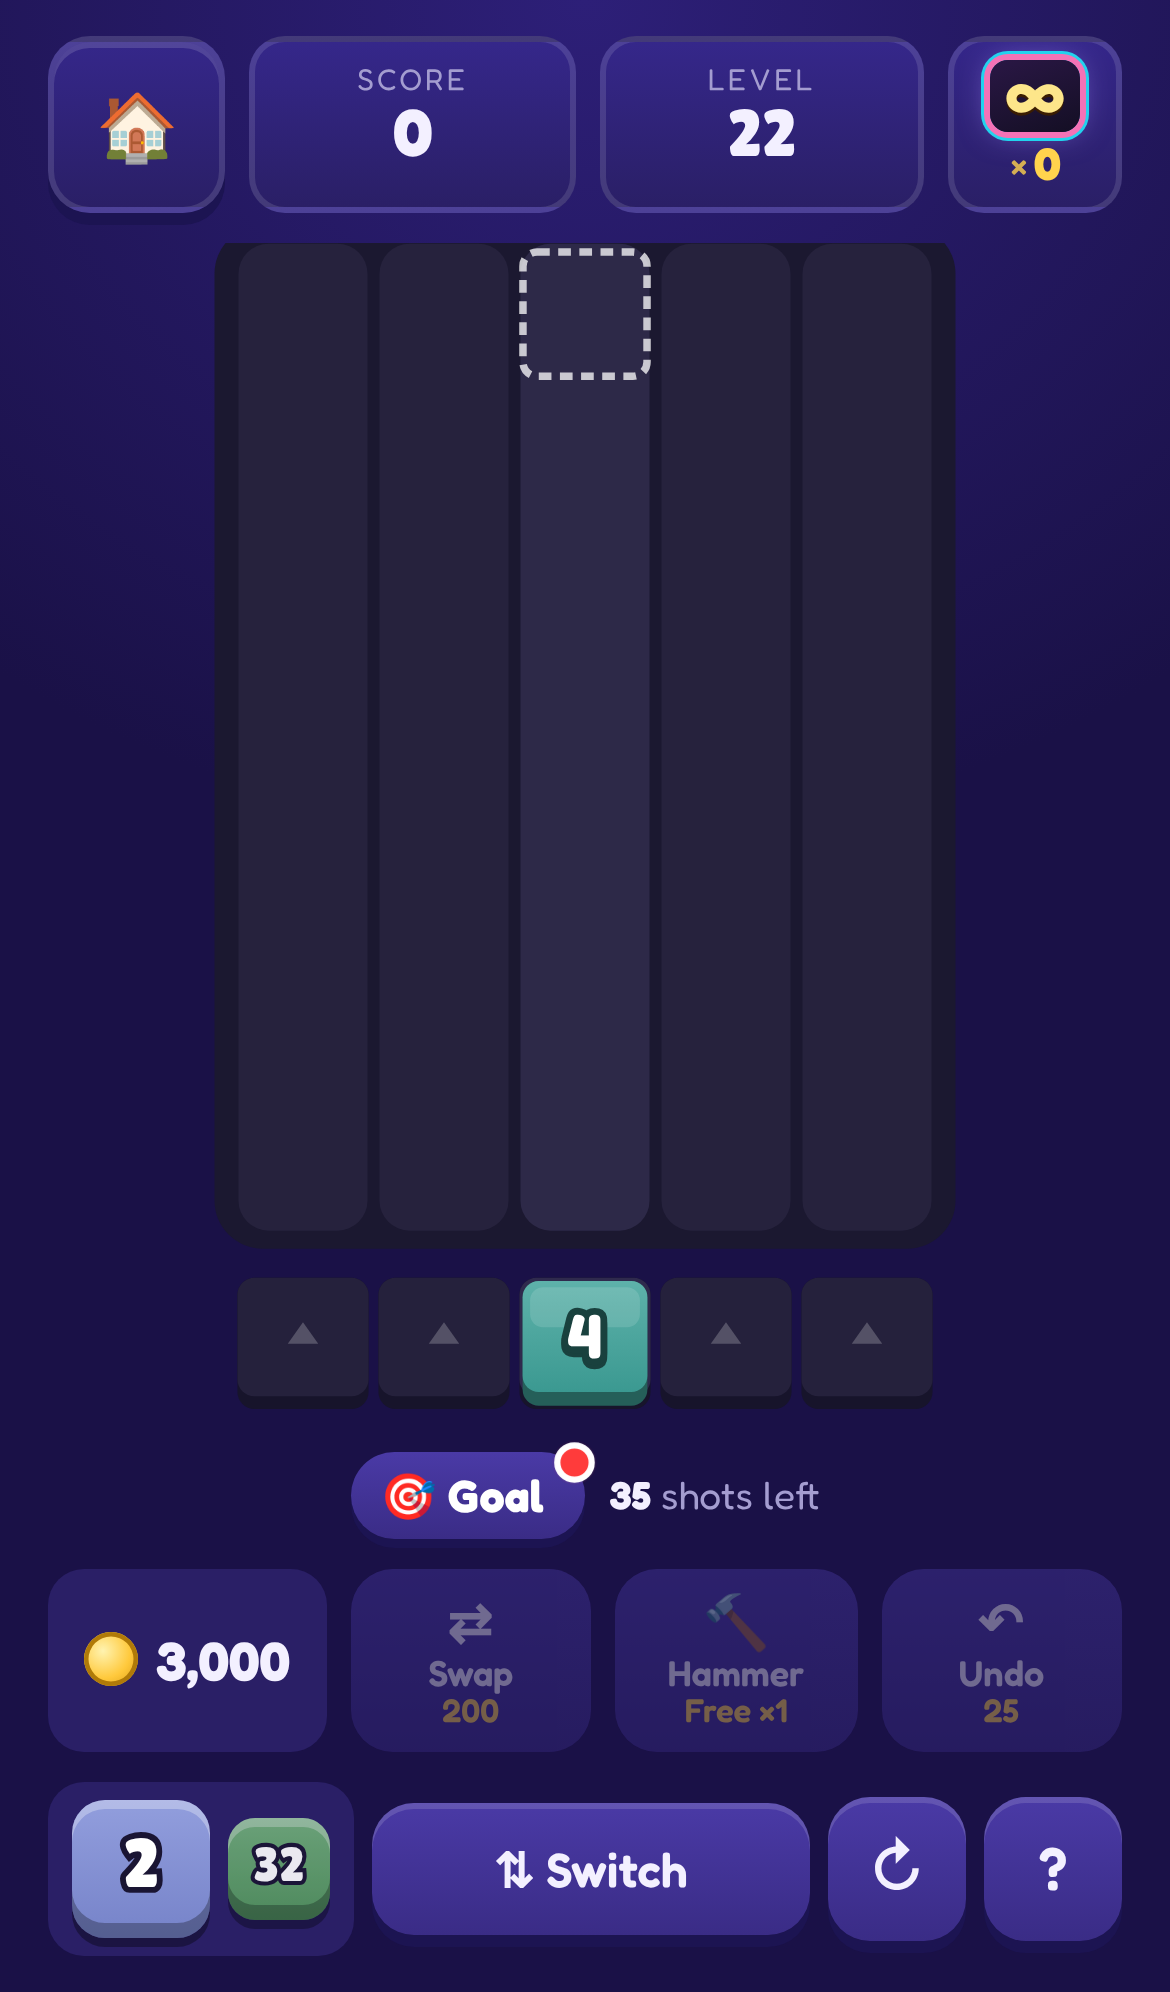 SCORE
0
LEVEL
22
∞
×0
4
Goal
35 shots left
3,000
⇄
Swap
200
Hammer
Free ×1
↶
Undo
25
2
32
⇅ Switch
↻
?